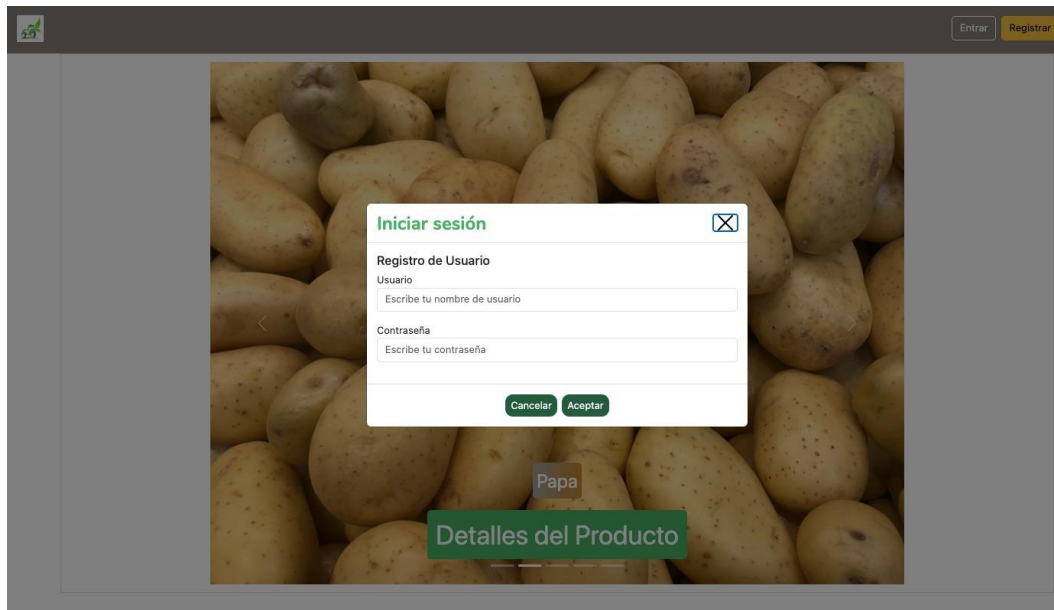 Entrar
Registrar
Iniciar sesión
Registro de Usuario
Usuario
Escribe tu nombre de usuario
Contraseña
Escribe tu contraseña
Cancelar
Aceptar
Papa
Detalles del Producto